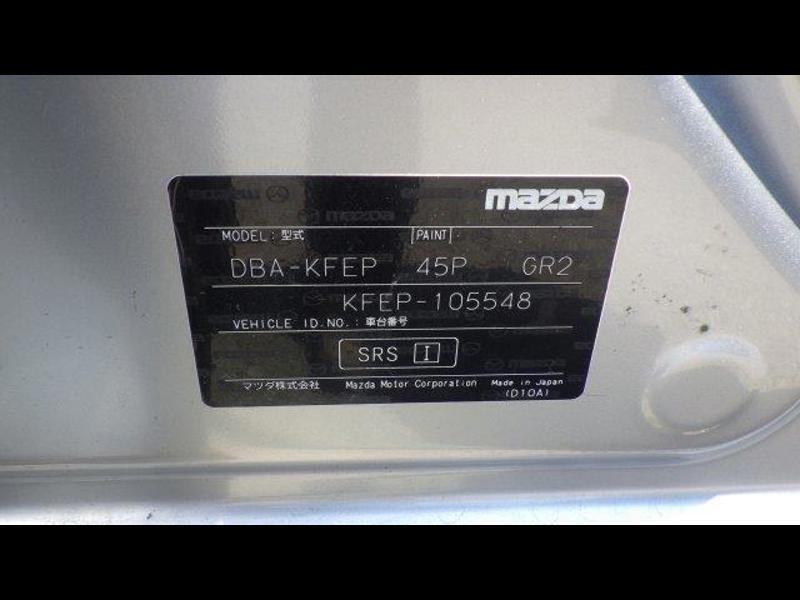 mazda
MODEL: 型式 PAINT
DBA-KFEP 45P GR2
KFEP-105548
VEHICLE ID.NO.: 車台番号
SRS I
マツダ株式会社 Mazda Motor Corporation Made in Japan
(D10A)